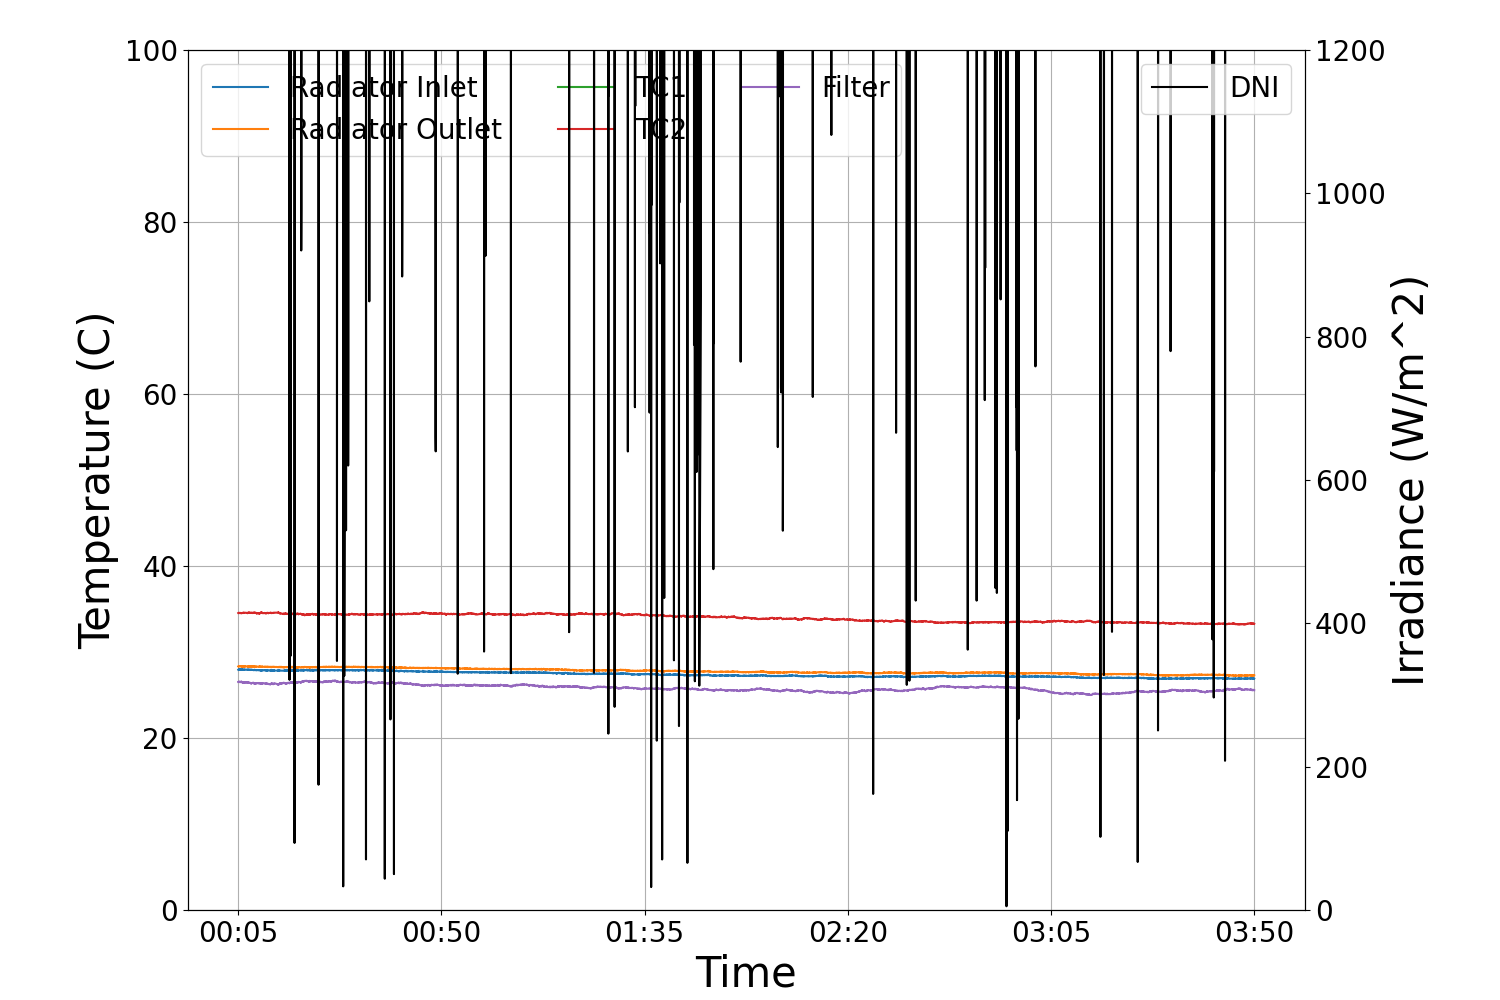 100
80
60
40
20
0
Temperature (C)
Radiator Inlet
Radiator Outlet
TC1
TC2
Filter
DNI
1200
1000
800
600
400
200
0
Irradiance (W/m^2)
00:05
00:50
01:35
02:20
03:05
03:50
Time